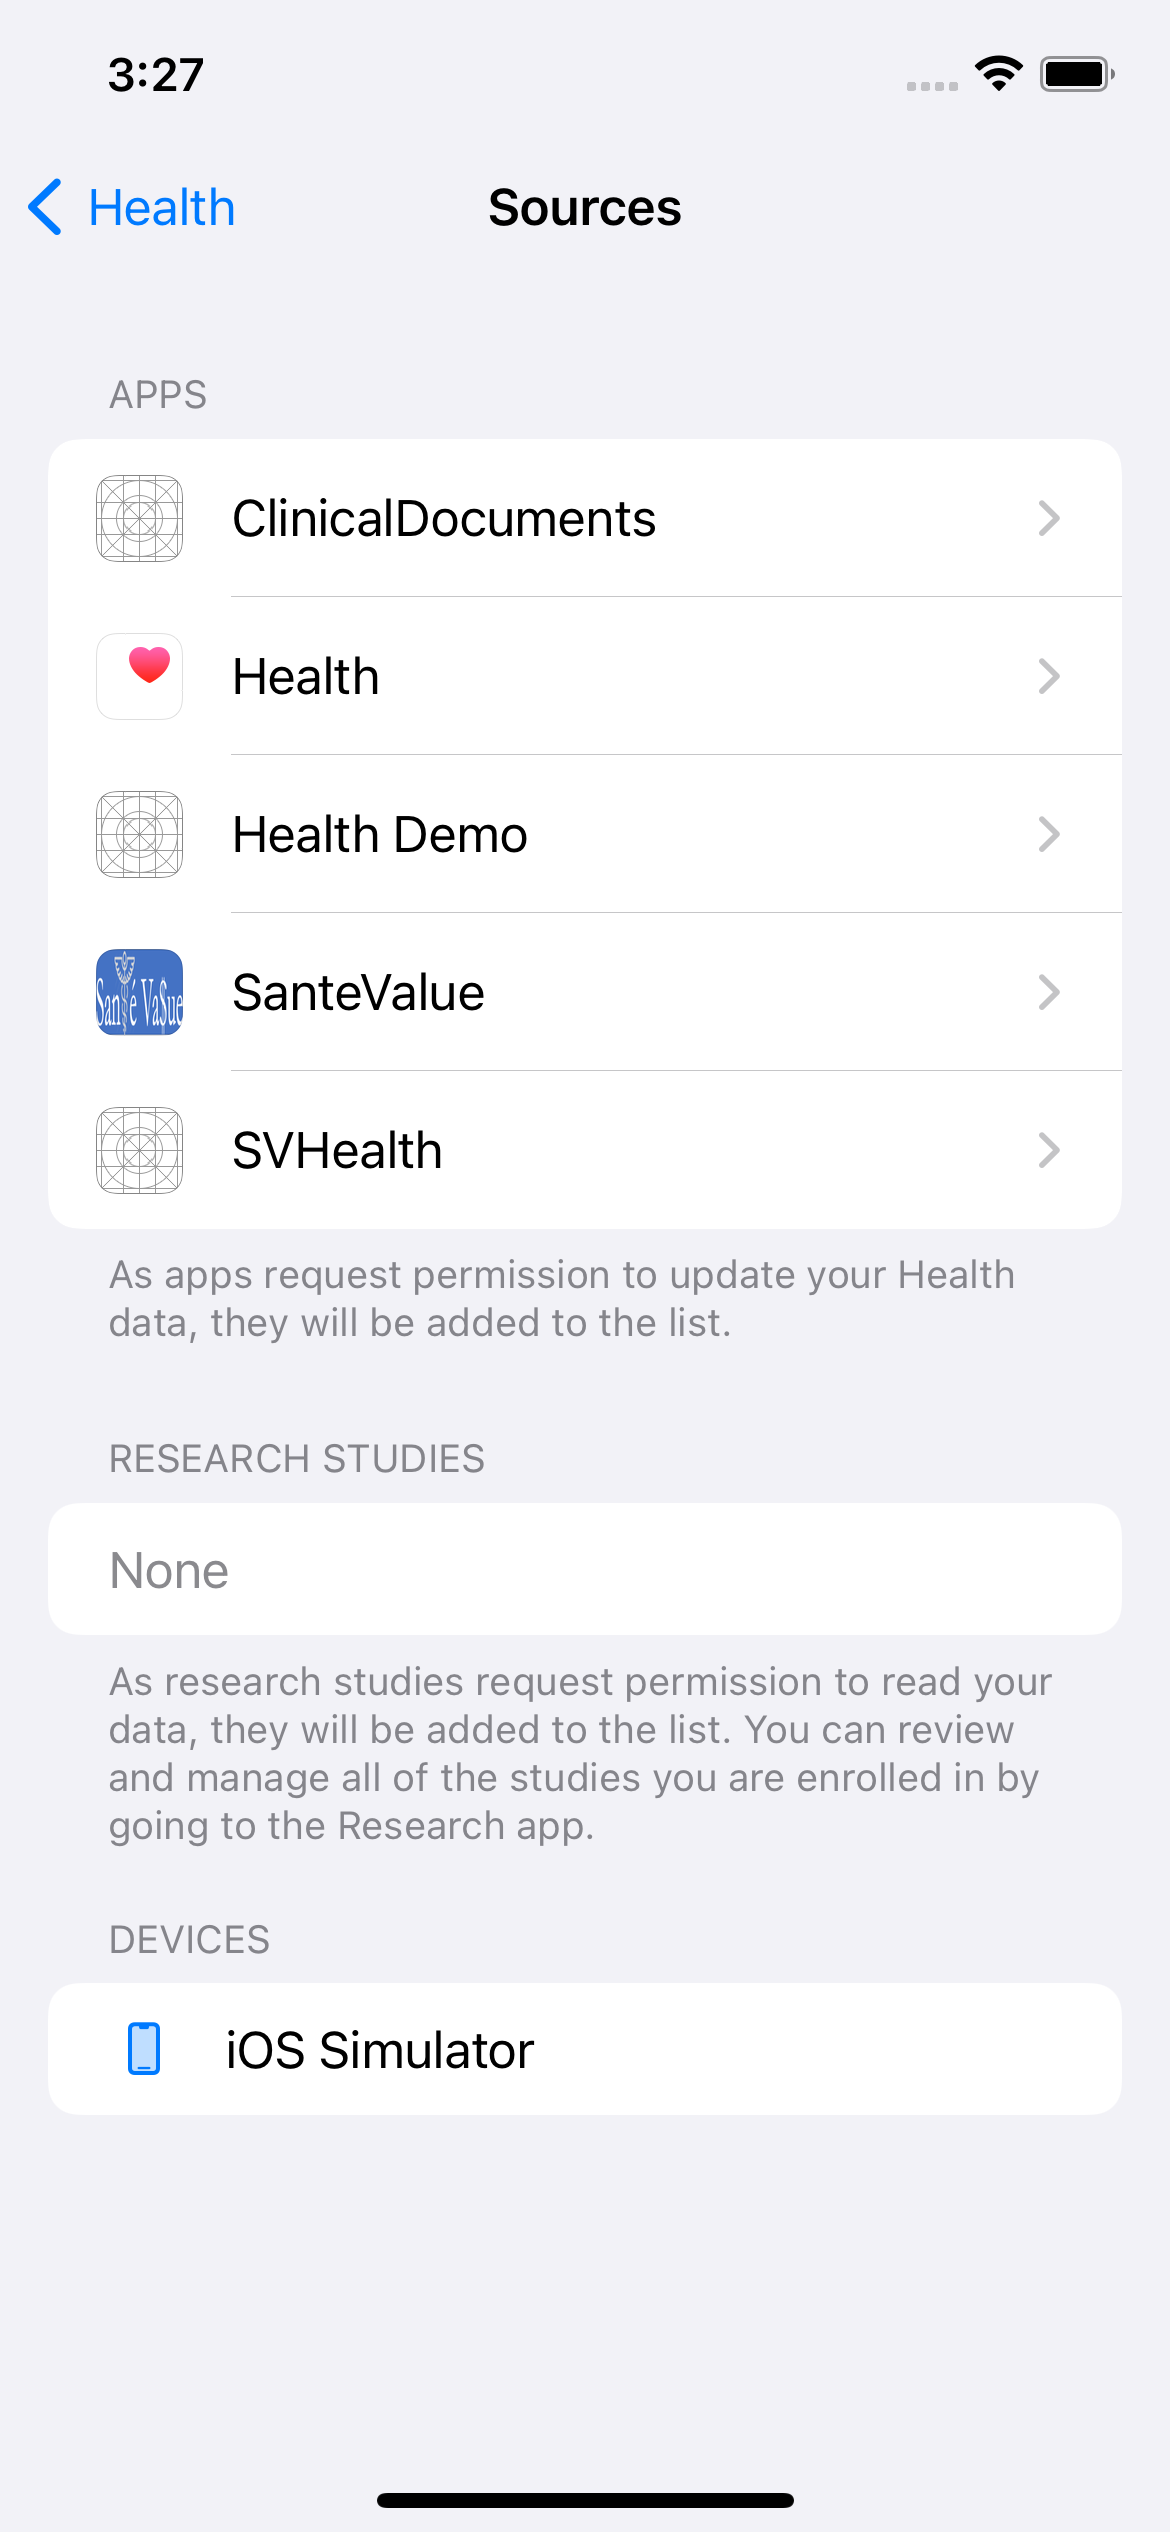 3:27
Health
Sources
APPS
ClinicalDocuments
Health
Health Demo
Santé Va$ue
SanteValue
SVHealth
As apps request permission to update your Health
data, they will be added to the list.
RESEARCH STUDIES
None
As research studies request permission to read your
data, they will be added to the list. You can review
and manage all of the studies you are enrolled in by
going to the Research app.
DEVICES
iOS Simulator